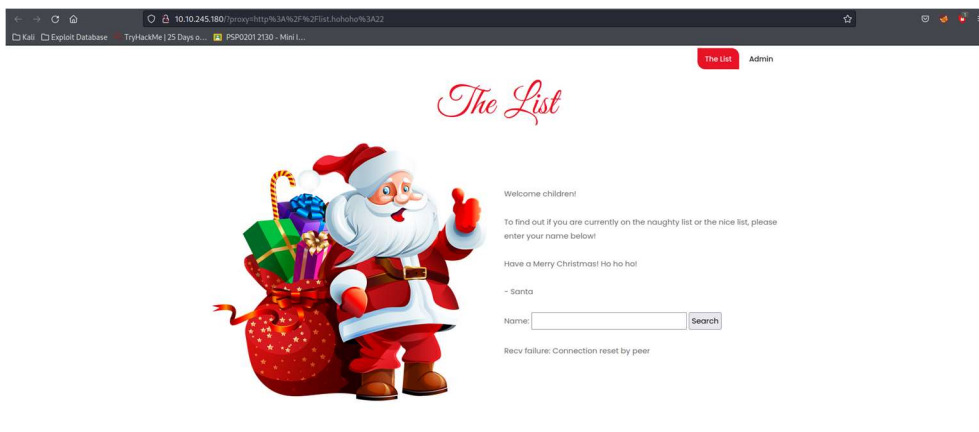 10.10.245.180/?proxy=http%3A%2F%2Flist.hohoho%3A22
Kali Exploit Database TryHackMe | 25 Days o... PSP0201 2130 - Mini I...
The List Admin
The List
Welcome children!
To find out if you are currently on the naughty list or the nice list, please
enter your name below!
Have a Merry Christmas! Ho ho ho!
- Santa
Name: Search
Recv failure: Connection reset by peer